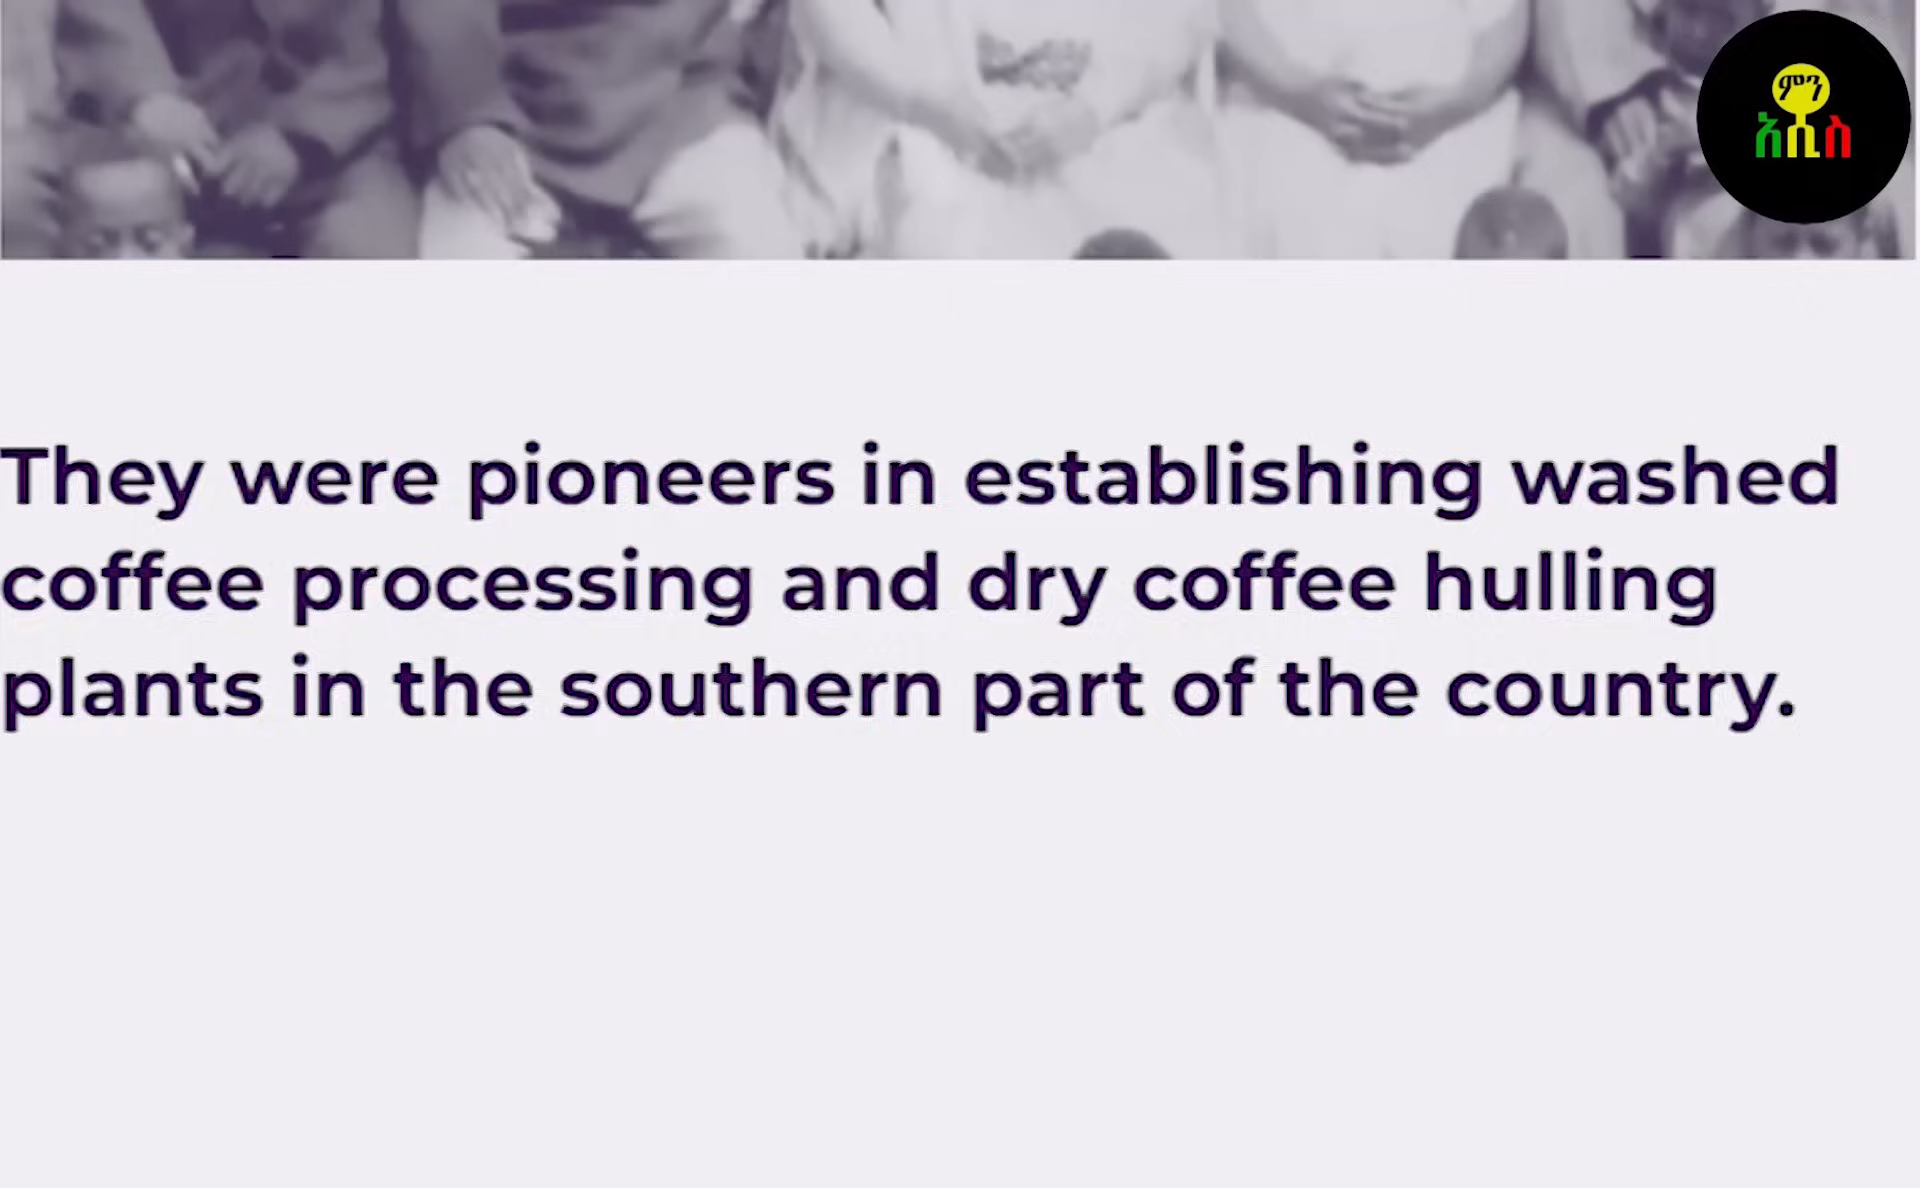 ምን
አቢስ
They were pioneers in establishing washed
coffee processing and dry coffee hulling
plants in the southern part of the country.